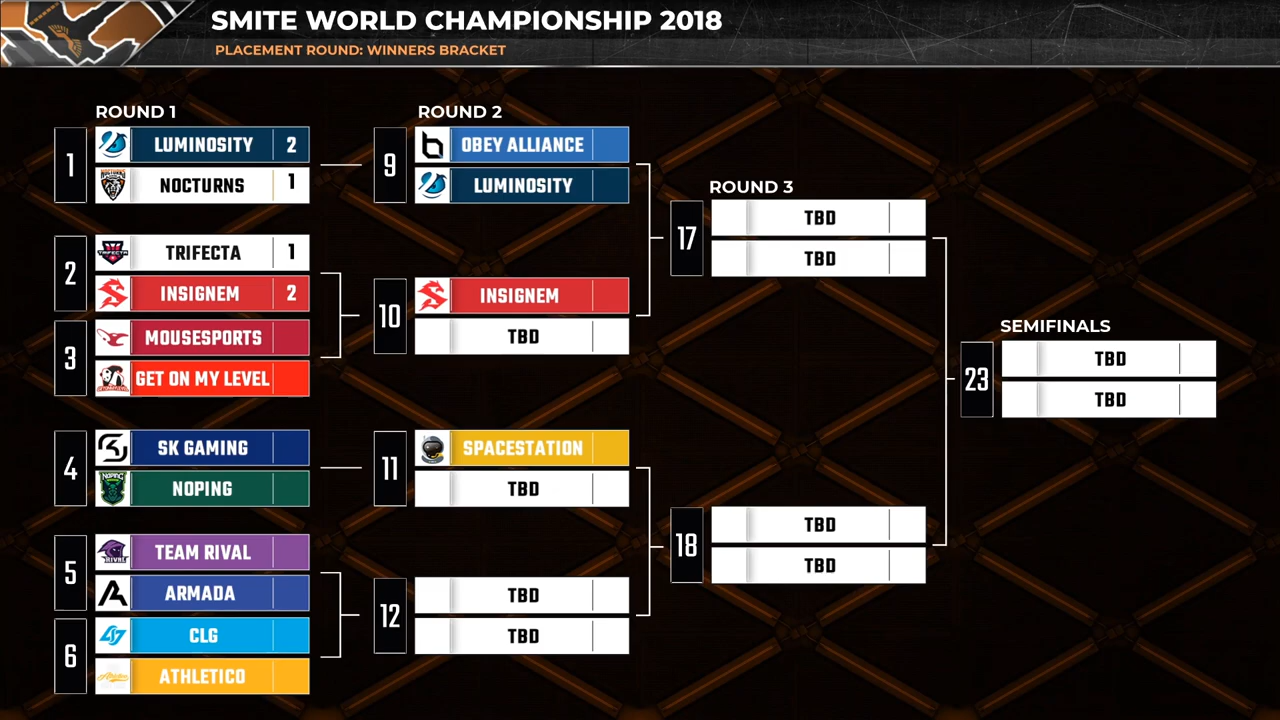 SMITE WORLD CHAMPIONSHIP 2018
PLACEMENT ROUND: WINNERS BRACKET
ROUND 1
1
LUMINOSITY 2
NOCTURNS 1
2
TRIFECTA 1
INSIGNEM 2
3
MOUSESPORTS
GET ON MY LEVEL
4
SK GAMING
NOPING
5
TEAM RIVAL
ARMADA
6
CLG
ATHLETICO
ROUND 2
9
OBEY ALLIANCE
LUMINOSITY
10
INSIGNEM
TBD
11
SPACESTATION
TBD
12
TBD
TBD
ROUND 3
17
TBD
TBD
18
TBD
TBD
SEMIFINALS
23
TBD
TBD